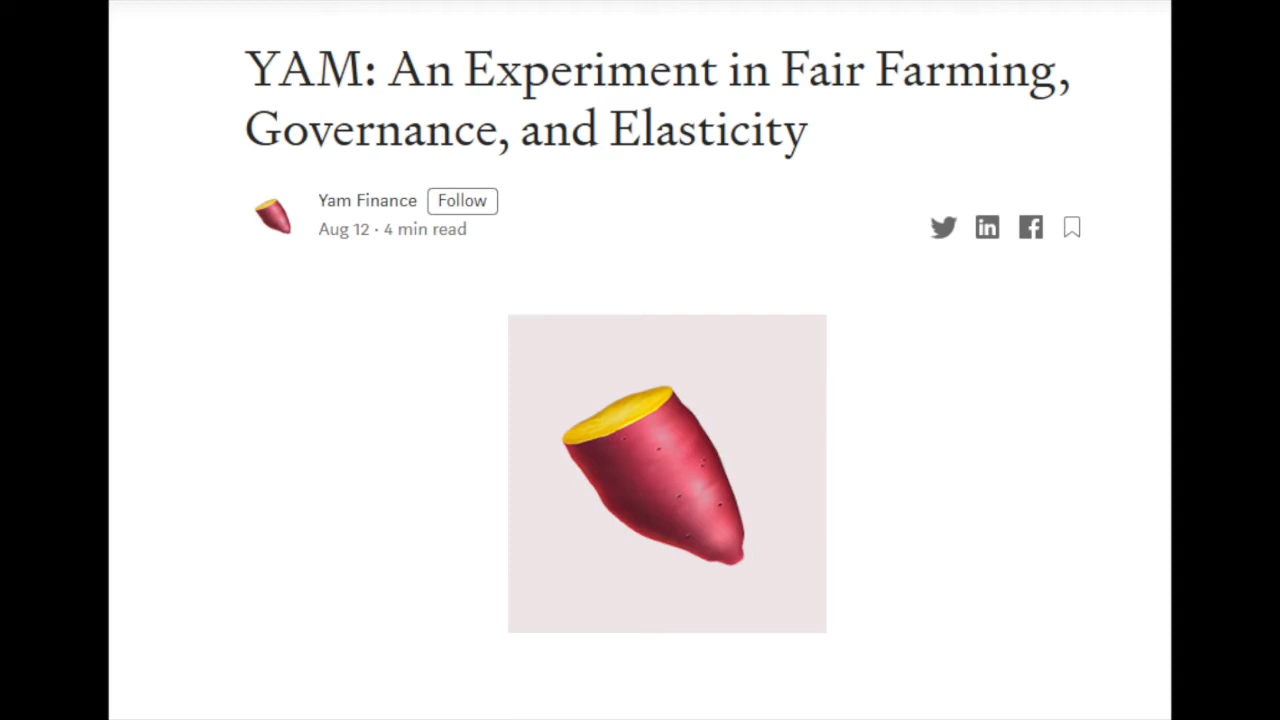 YAM: An Experiment in Fair Farming,
Governance, and Elasticity
Yam Finance Follow
Aug 12 · 4 min read